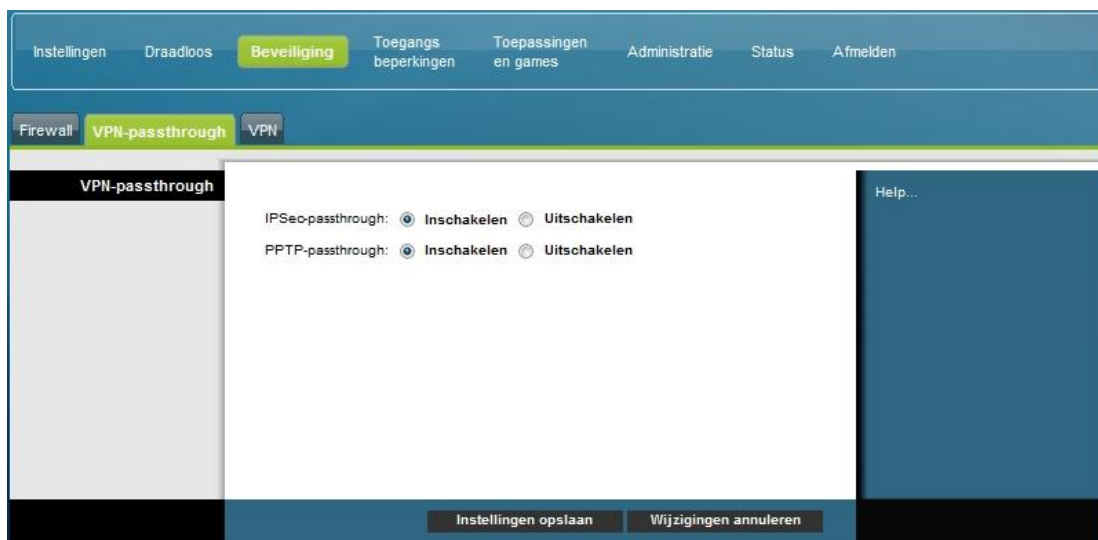 Instellingen Draadloos Beveiliging Toegangs beperkingen Toepassingen en games Administratie Status Afmelden
Firewall VPN-passthrough VPN
VPN-passthrough
Help...
IPSec-passthrough: Inschakelen Uitschakelen
PPTP-passthrough: Inschakelen Uitschakelen
Instellingen opslaan Wijzigingen annuleren